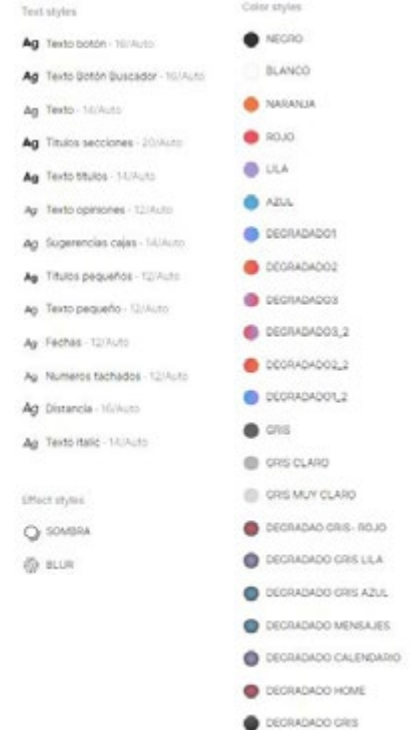 Text styles
Ag Texto botón - 16/Auto
Ag Texto Botón Buscador - 16/Auto
Ag Texto - 14/Auto
Ag Titulos secciones - 20/Auto
Ag Texto titulos - 14/Auto
Ag Texto opiniones - 12/Auto
Ag Sugerencias cajas - 14/Auto
Ag Titulos pequeños - 12/Auto
Ag Texto pequeño - 12/Auto
Ag Fechas - 12/Auto
Ag Numeros tachados - 12/Auto
Ag Distancia - 16/Auto
Ag Texto italic - 14/Auto
Effect styles
SOMBRA
BLUR
Color styles
NEGRO
BLANCO
NARANJA
ROJO
LILA
AZUL
DEGRADADO1
DEGRADADO2
DEGRADADO3
DEGRADADO3_2
DEGRADADO2_2
DEGRADADO1_2
GRIS
GRIS CLARO
GRIS MUY CLARO
DEGRADAO GRIS- ROJO
DEGRADADO GRIS LILA
DEGRADADO GRIS AZUL
DEGRADADO MENSAJES
DEGRADADO CALENDARIO
DEGRADADO HOME
DEGRADADO GRIS